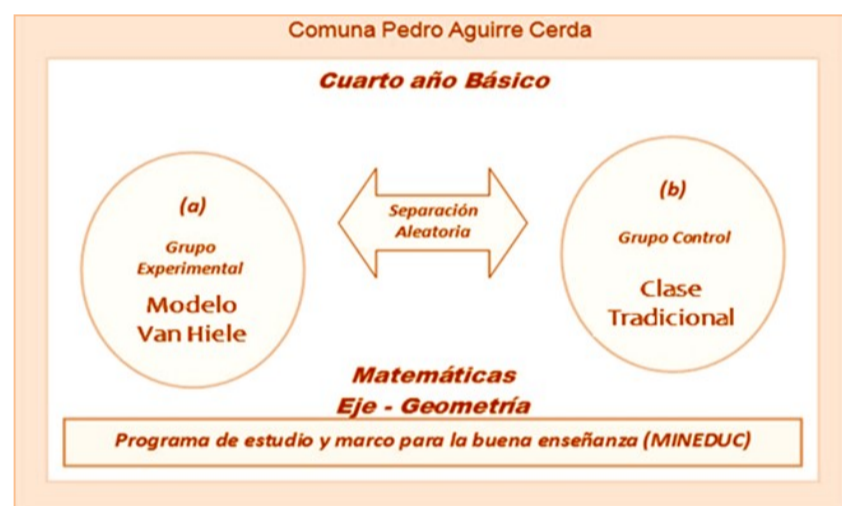 Comuna Pedro Aguirre Cerda
Cuarto año Básico
(a)
Grupo
Experimental
Modelo
Van Hiele
Separación
Aleatoria
(b)
Grupo Control
Clase
Tradicional
Matemáticas
Eje - Geometría
Programa de estudio y marco para la buena enseñanza (MINEDUC)